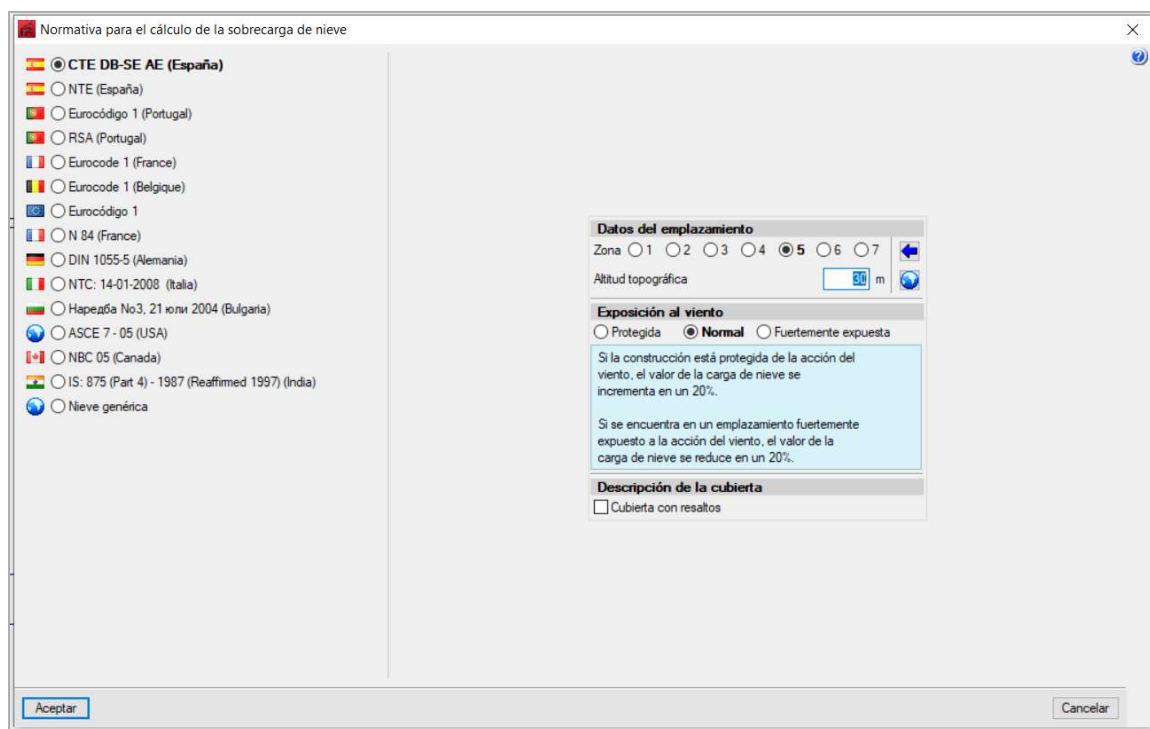 Normativa para el cálculo de la sobrecarga de nieve
CTE DB-SE AE (España)
NTE (España)
Eurocódigo 1 (Portugal)
RSA (Portugal)
Eurocode 1 (France)
Eurocode 1 (Belgique)
Eurocódigo 1
N 84 (France)
DIN 1055-5 (Alemania)
NTC: 14-01-2008 (Italia)
Наредба No3, 21 юли 2004 (Bulgaria)
ASCE 7 - 05 (USA)
NBC 05 (Canada)
IS: 875 (Part 4) - 1987 (Reaffirmed 1997) (India)
Nieve genérica
Datos del emplazamiento
Zona 1 2 3 4 5 6 7
Altitud topográfica 30 m
Exposición al viento
Protegida Normal Fuertemente expuesta
Si la construcción está protegida de la acción del
viento, el valor de la carga de nieve se
incrementa en un 20%.
Si se encuentra en un emplazamiento fuertemente
expuesto a la acción del viento, el valor de la
carga de nieve se reduce en un 20%.
Descripción de la cubierta
Cubierta con resaltos
Aceptar
Cancelar